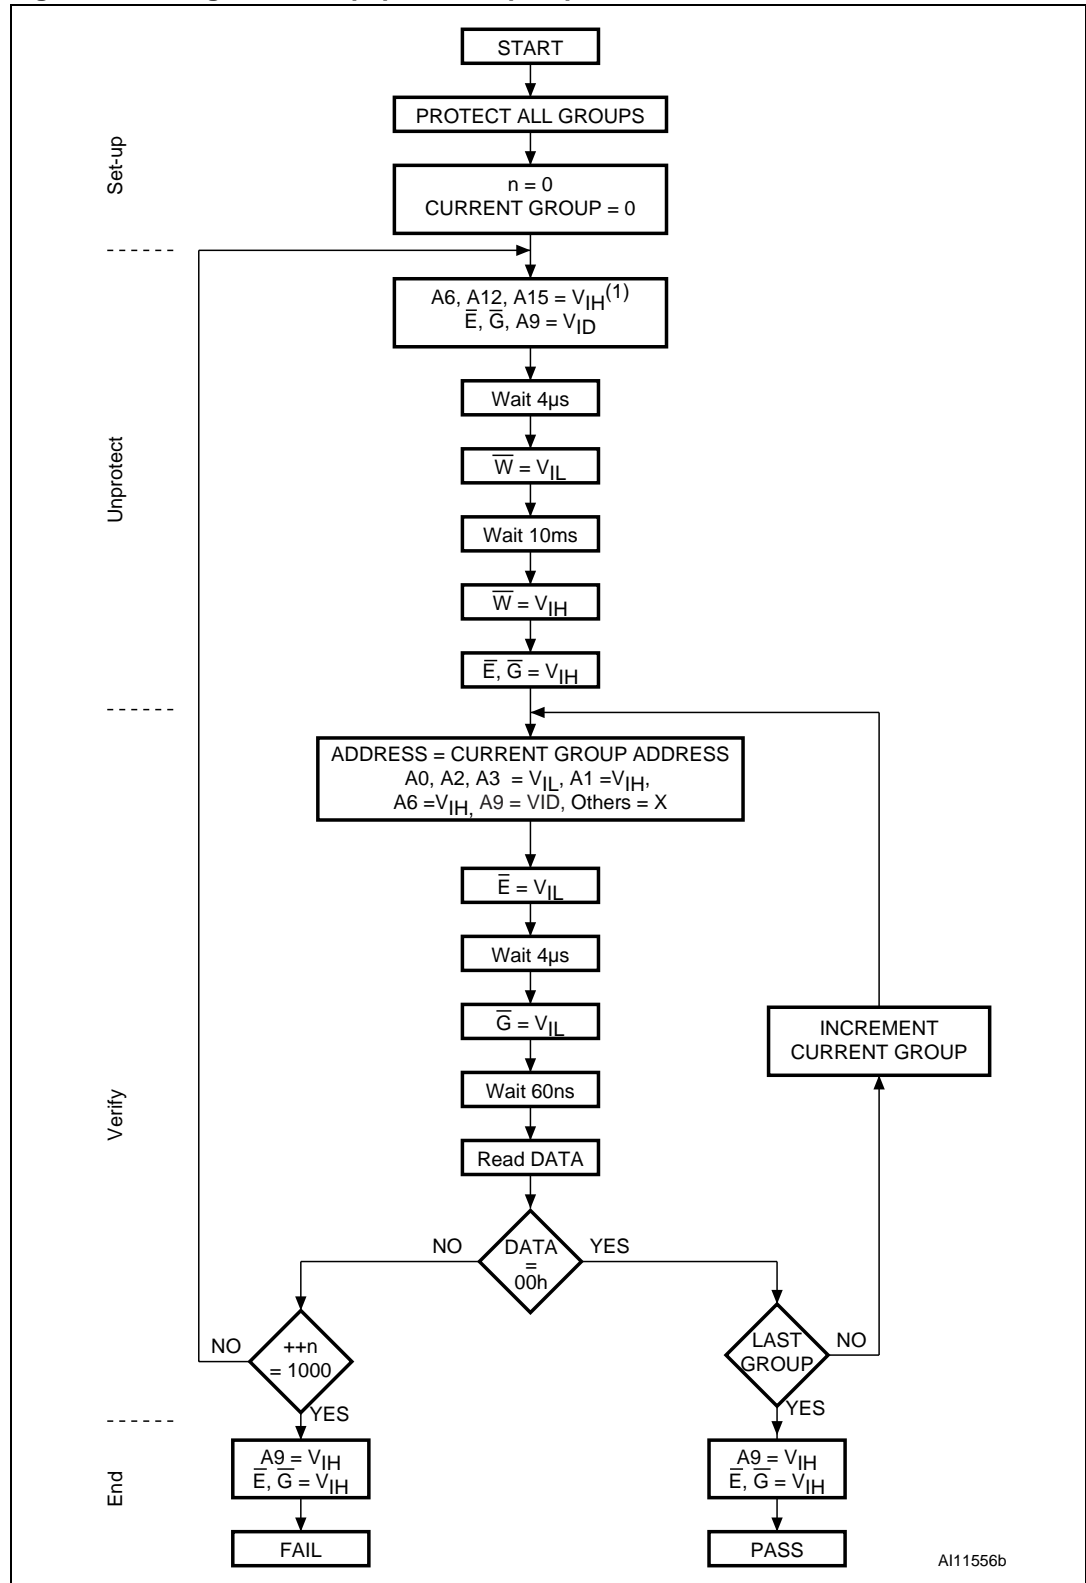 START
PROTECT ALL GROUPS
Set-up
n = 0
CURRENT GROUP = 0
A6, A12, A15 = VIH(1)
E̅, G̅, A9 = VID
Wait 4µs
Unprotect
W̅ = VIL
Wait 10ms
W̅ = VIH
E̅, G̅ = VIH
ADDRESS = CURRENT GROUP ADDRESS
A0, A2, A3 = VIL, A1 =VIH,
A6 =VIH, A9 = VID, Others = X
E̅ = VIL
Wait 4µs
G̅ = VIL
INCREMENT
CURRENT GROUP
Wait 60ns
Verify
Read DATA
NO
DATA
=
00h
YES
NO
++n
= 1000
YES
LAST
GROUP
NO
YES
End
A9 = VIH
E̅, G̅ = VIH
A9 = VIH
E̅, G̅ = VIH
FAIL
PASS
AI11556b